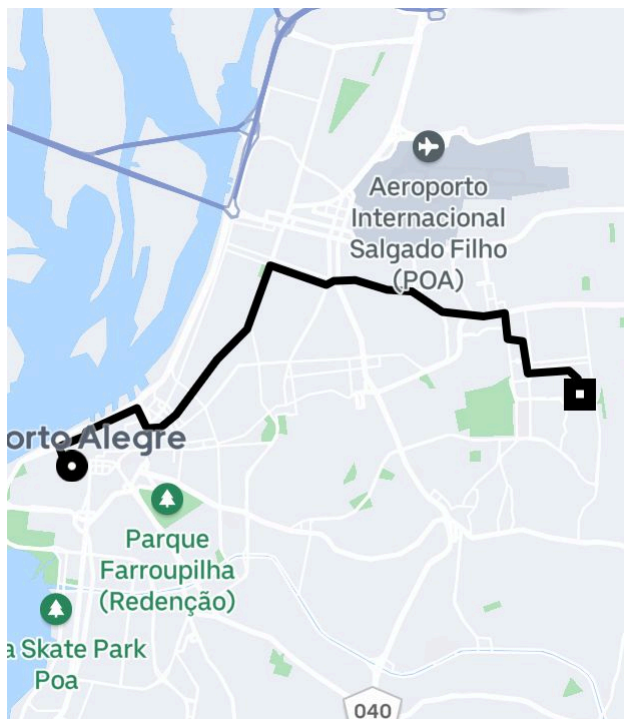 Aeroporto
Internacional
Salgado Filho
(POA)
orto Alegre
Parque
Farroupilha
(Redenção)
a Skate Park
Poa
040